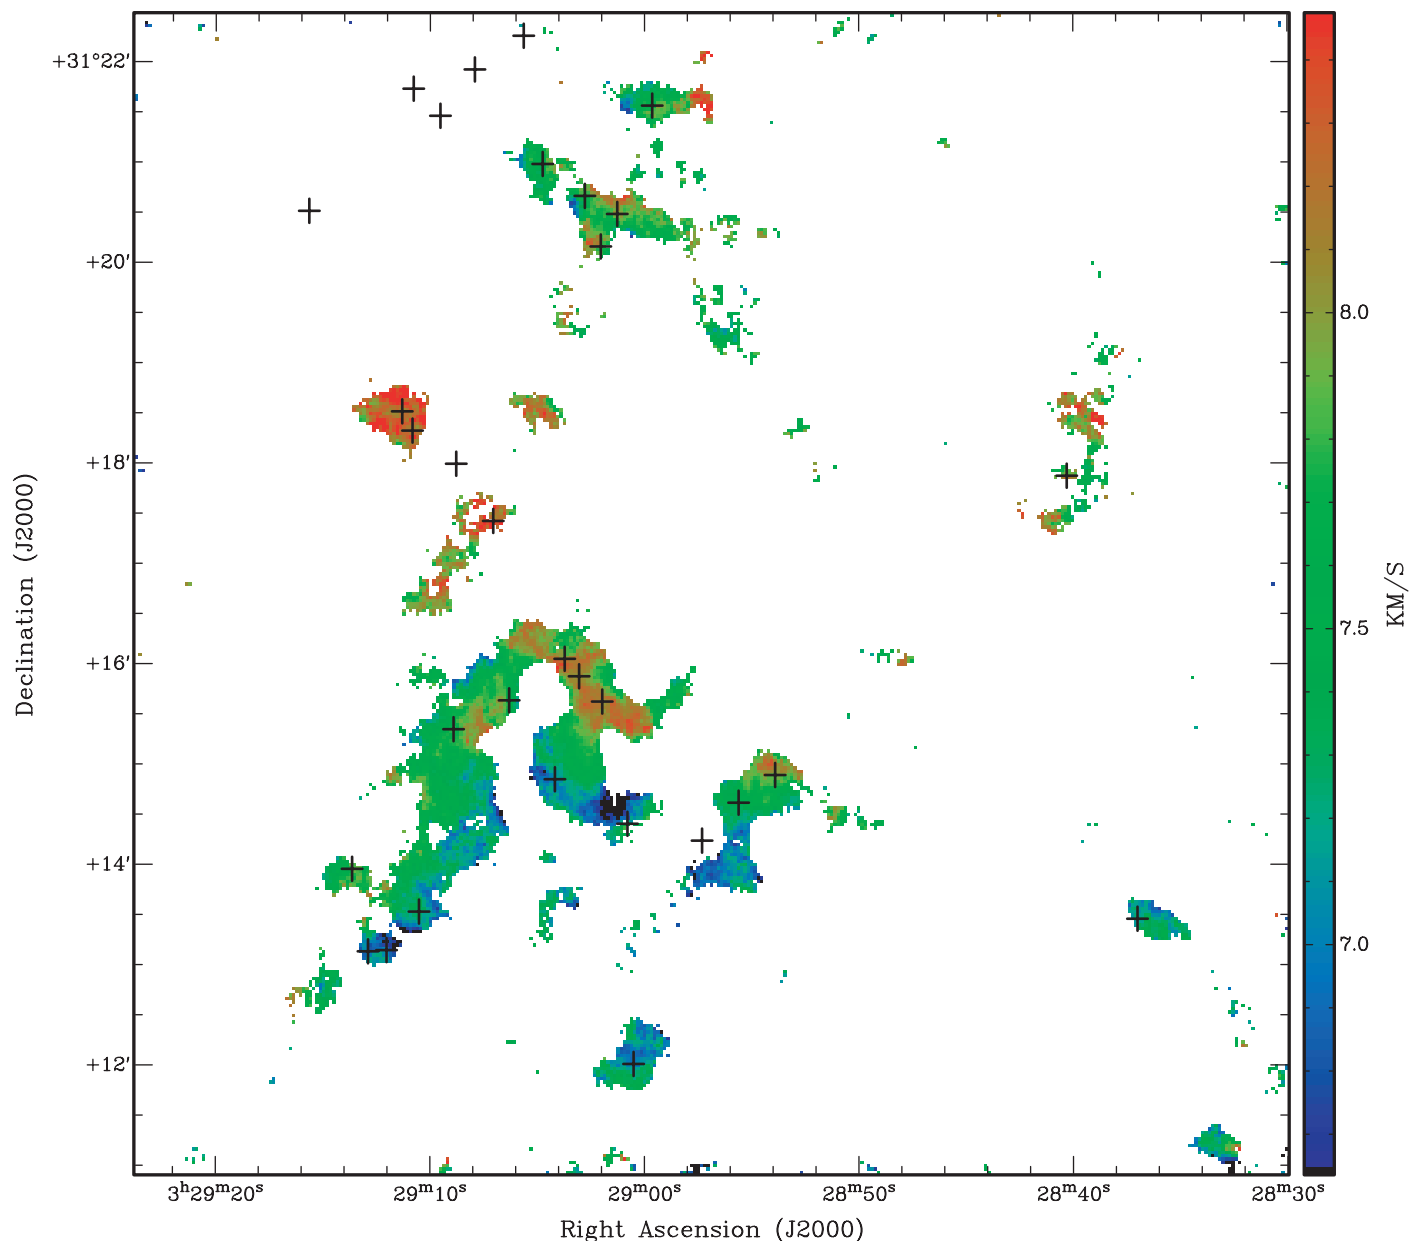 +31°22′
+20′
+18′
+16′
+14′
+12′
Declination (J2000)
3ʰ29ᵐ20ˢ
29ᵐ10ˢ
29ᵐ00ˢ
28ᵐ50ˢ
28ᵐ40ˢ
28ᵐ30ˢ
Right Ascension (J2000)
8.0
7.5
7.0
KM/S